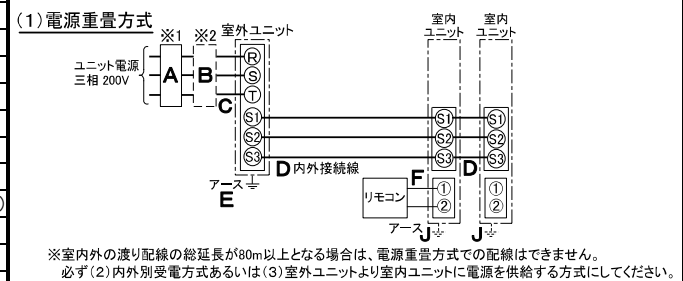 (1)電源重畳方式
※1 ※2 室外ユニット
室内ユニット
室内ユニット
ユニット電源
三相 200V
A
B
C
R
S
T
S1
S2
S3
S1
S2
S3
S1
S2
S3
D 内外接続線
D
アース
E
F
リモコン
①
②
①
②
アース J
J
※室内外の渡り配線の総延長が80m以上となる場合は、電源重畳方式での配線はできません。
必ず(2)内外別受電方式あるいは(3)室外ユニットより室内ユニットに電源を供給する方式にしてください。